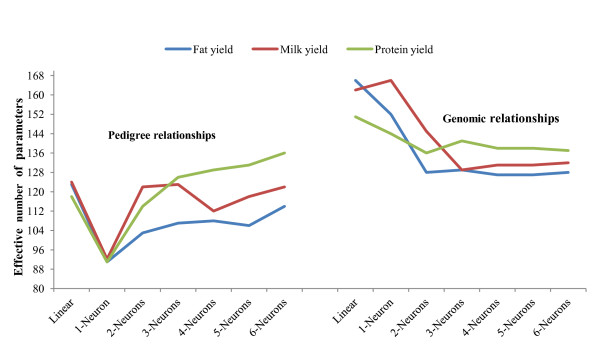 Fat yield Milk yield Protein yield
Effective number of parameters
168
160
152
144
136
128
120
112
104
96
88
80
Pedigree relationships
Genomic relationships
Linear
1-Neuron
2-Neurons
3-Neurons
4-Neurons
5-Neurons
6-Neurons
Linear
1-Neuron
2-Neurons
3-Neurons
4-Neurons
5-Neurons
6-Neurons